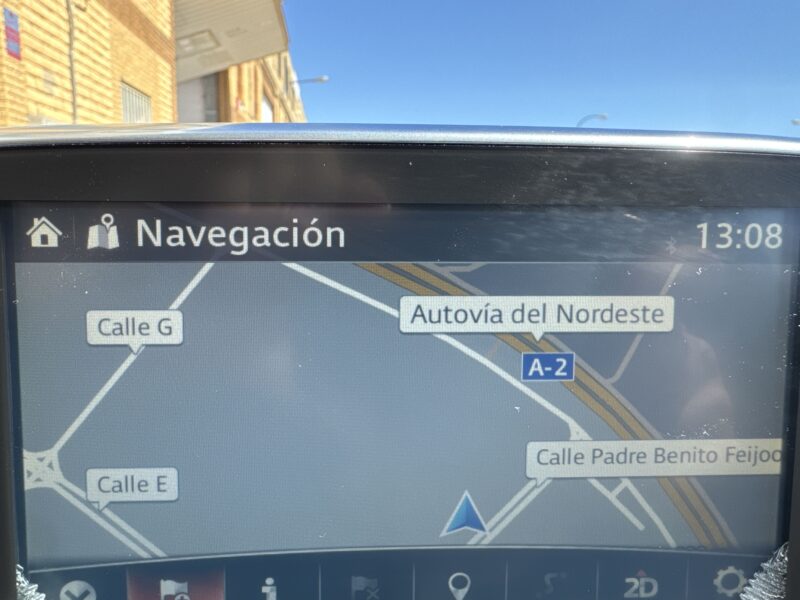 Navegación
13:08
Autovía del Nordeste
Calle G
A-2
Calle Padre Benito Feijoo
Calle E
2D